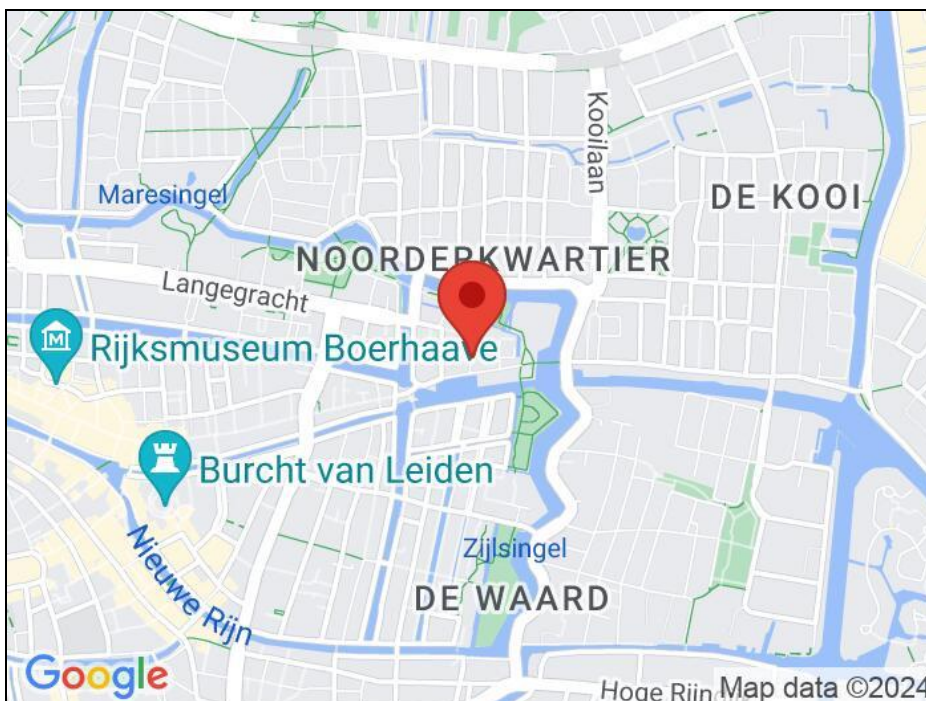 Kooilaan
Maresingel
DE KOOI
NOORDERKWARTIER
Langegracht
Rijksmuseum Boerhaave
M
Burcht van Leiden
Nieuwe Rijn
Zijlsingel
DE WAARD
Google
Hoge Rijndijk
Map data ©2024